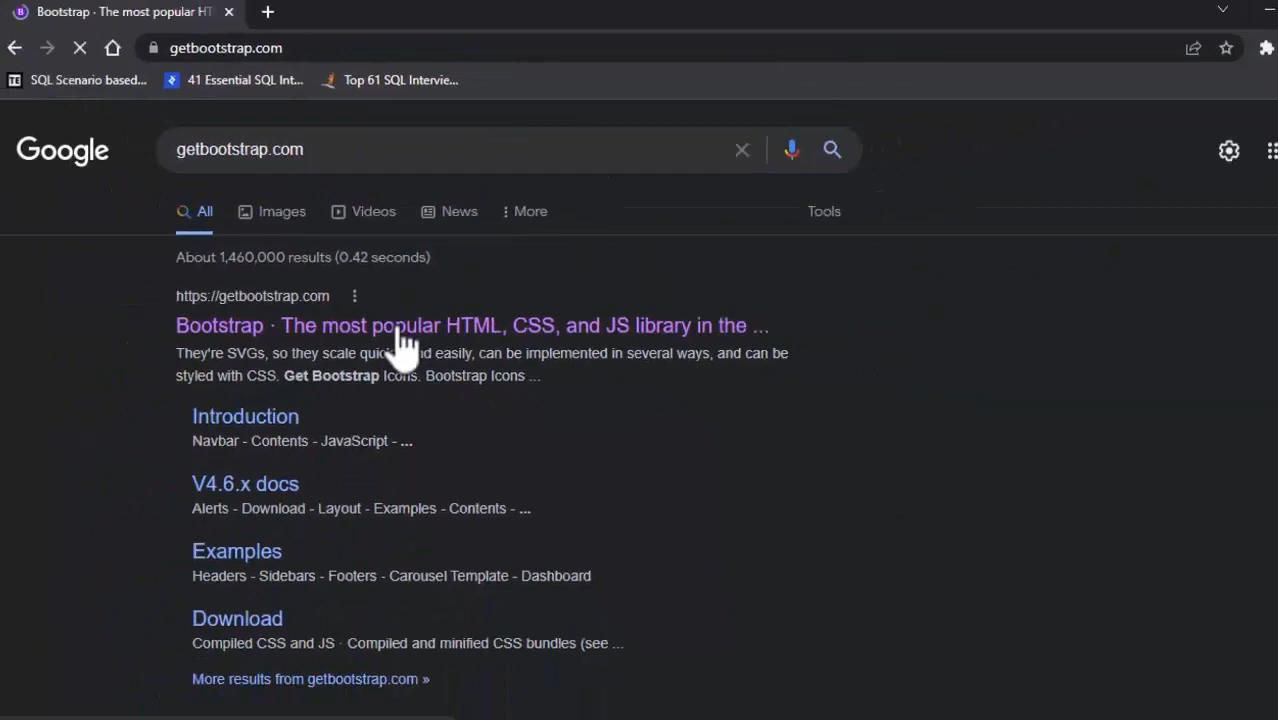 Bootstrap · The most popular HT
getbootstrap.com
SQL Scenario based...
41 Essential SQL Int...
Top 61 SQL Intervie...
Google
getbootstrap.com
All
Images
Videos
News
More
Tools
About 1,460,000 results (0.42 seconds)
https://getbootstrap.com
Bootstrap · The most popular HTML, CSS, and JS library in the ...
They're SVGs, so they scale quickly and easily, can be implemented in several ways, and can be
styled with CSS. Get Bootstrap Icons. Bootstrap Icons ...
Introduction
Navbar - Contents - JavaScript - ...
V4.6.x docs
Alerts - Download - Layout - Examples - Contents - ...
Examples
Headers - Sidebars - Footers - Carousel Template - Dashboard
Download
Compiled CSS and JS · Compiled and minified CSS bundles (see ...
More results from getbootstrap.com »